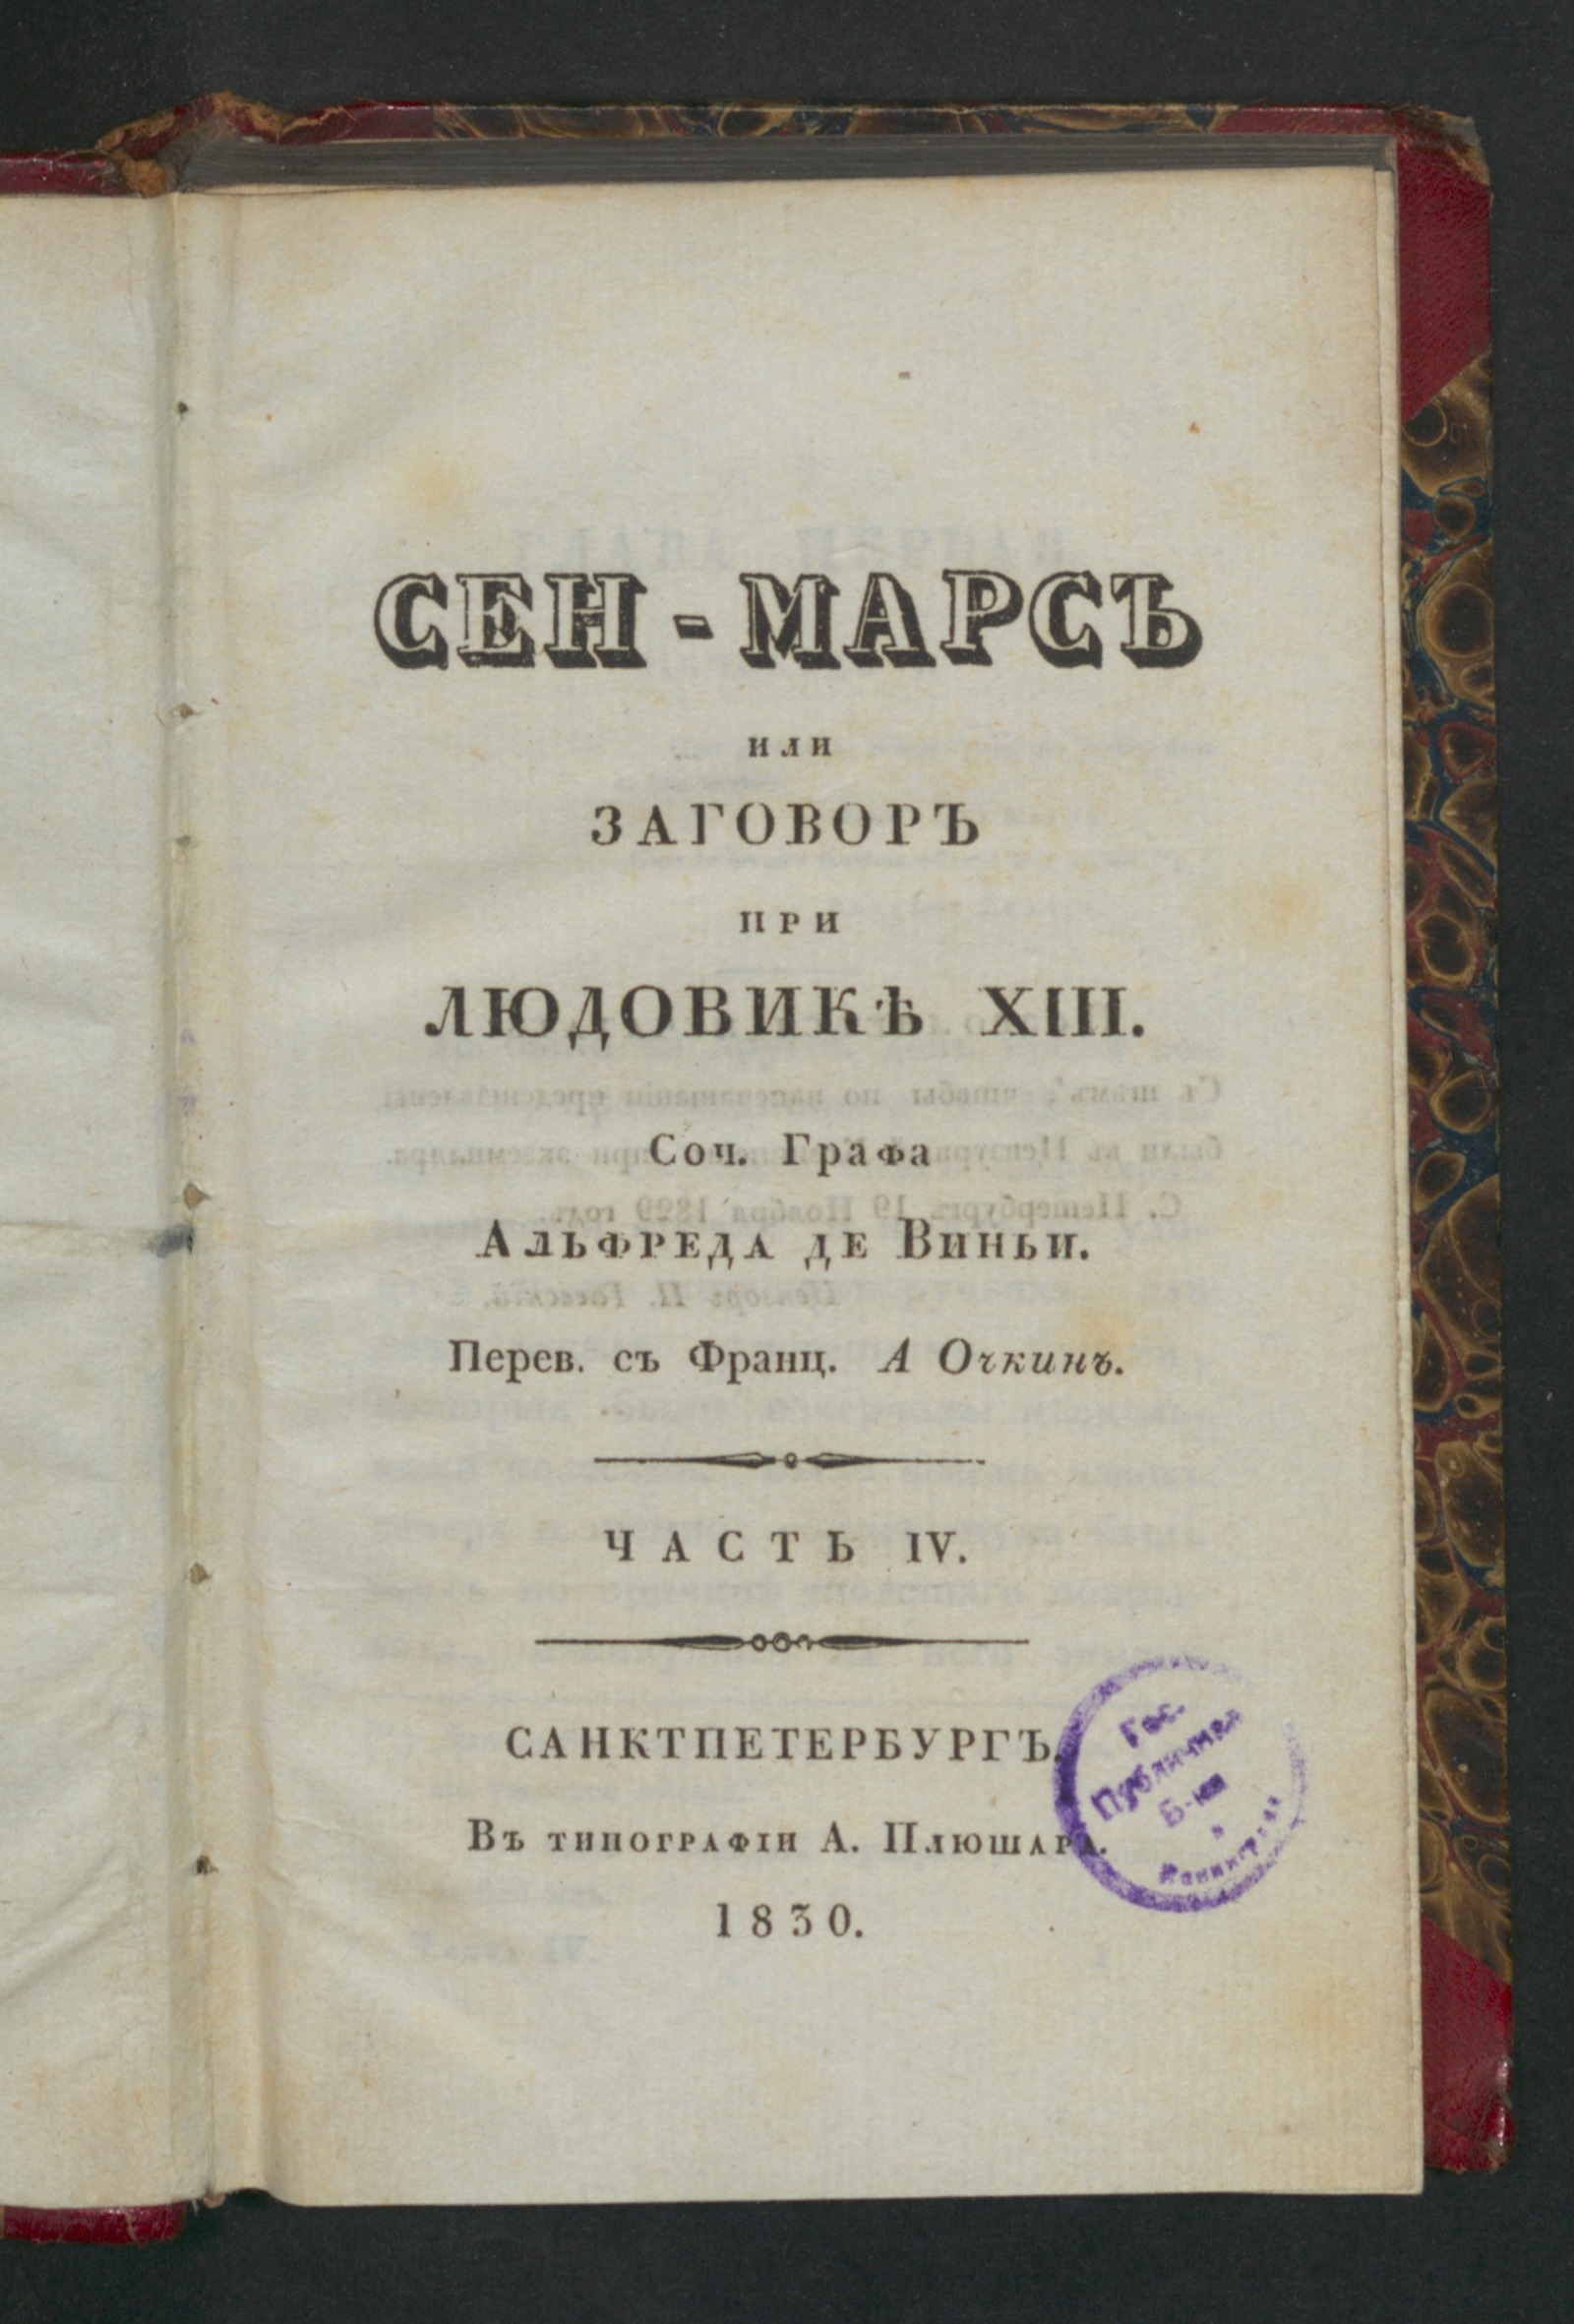 СЕН-МАРСЪ
или
ЗАГОВОРЪ
при
ЛЮДОВИКѢ XIII.
Соч. Графа
Альфреда де Виньи.
Перев. съ Франц. А Очкинъ.
ЧАСТЬ IV.
САНКТПЕТЕРБУРГЪ.
Въ типографіи А. Плюшара.
1830.
Гос.
Публичная
Б-ка
в
Ленинграде